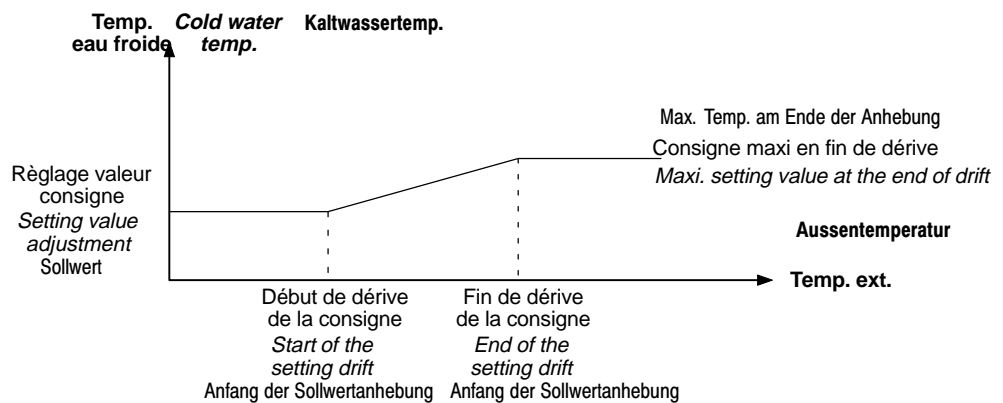 Temp.
eau froide
Cold water
temp.
Kaltwassertemp.
Max. Temp. am Ende der Anhebung
Consigne maxi en fin de dérive
Maxi. setting value at the end of drift
Règlage valeur
consigne
Setting value
adjustment
Sollwert
Aussentemperatur
Temp. ext.
Début de dérive
de la consigne
Start of the
setting drift
Anfang der Sollwertanhebung
Fin de dérive
de la consigne
End of the
setting drift
Anfang der Sollwertanhebung